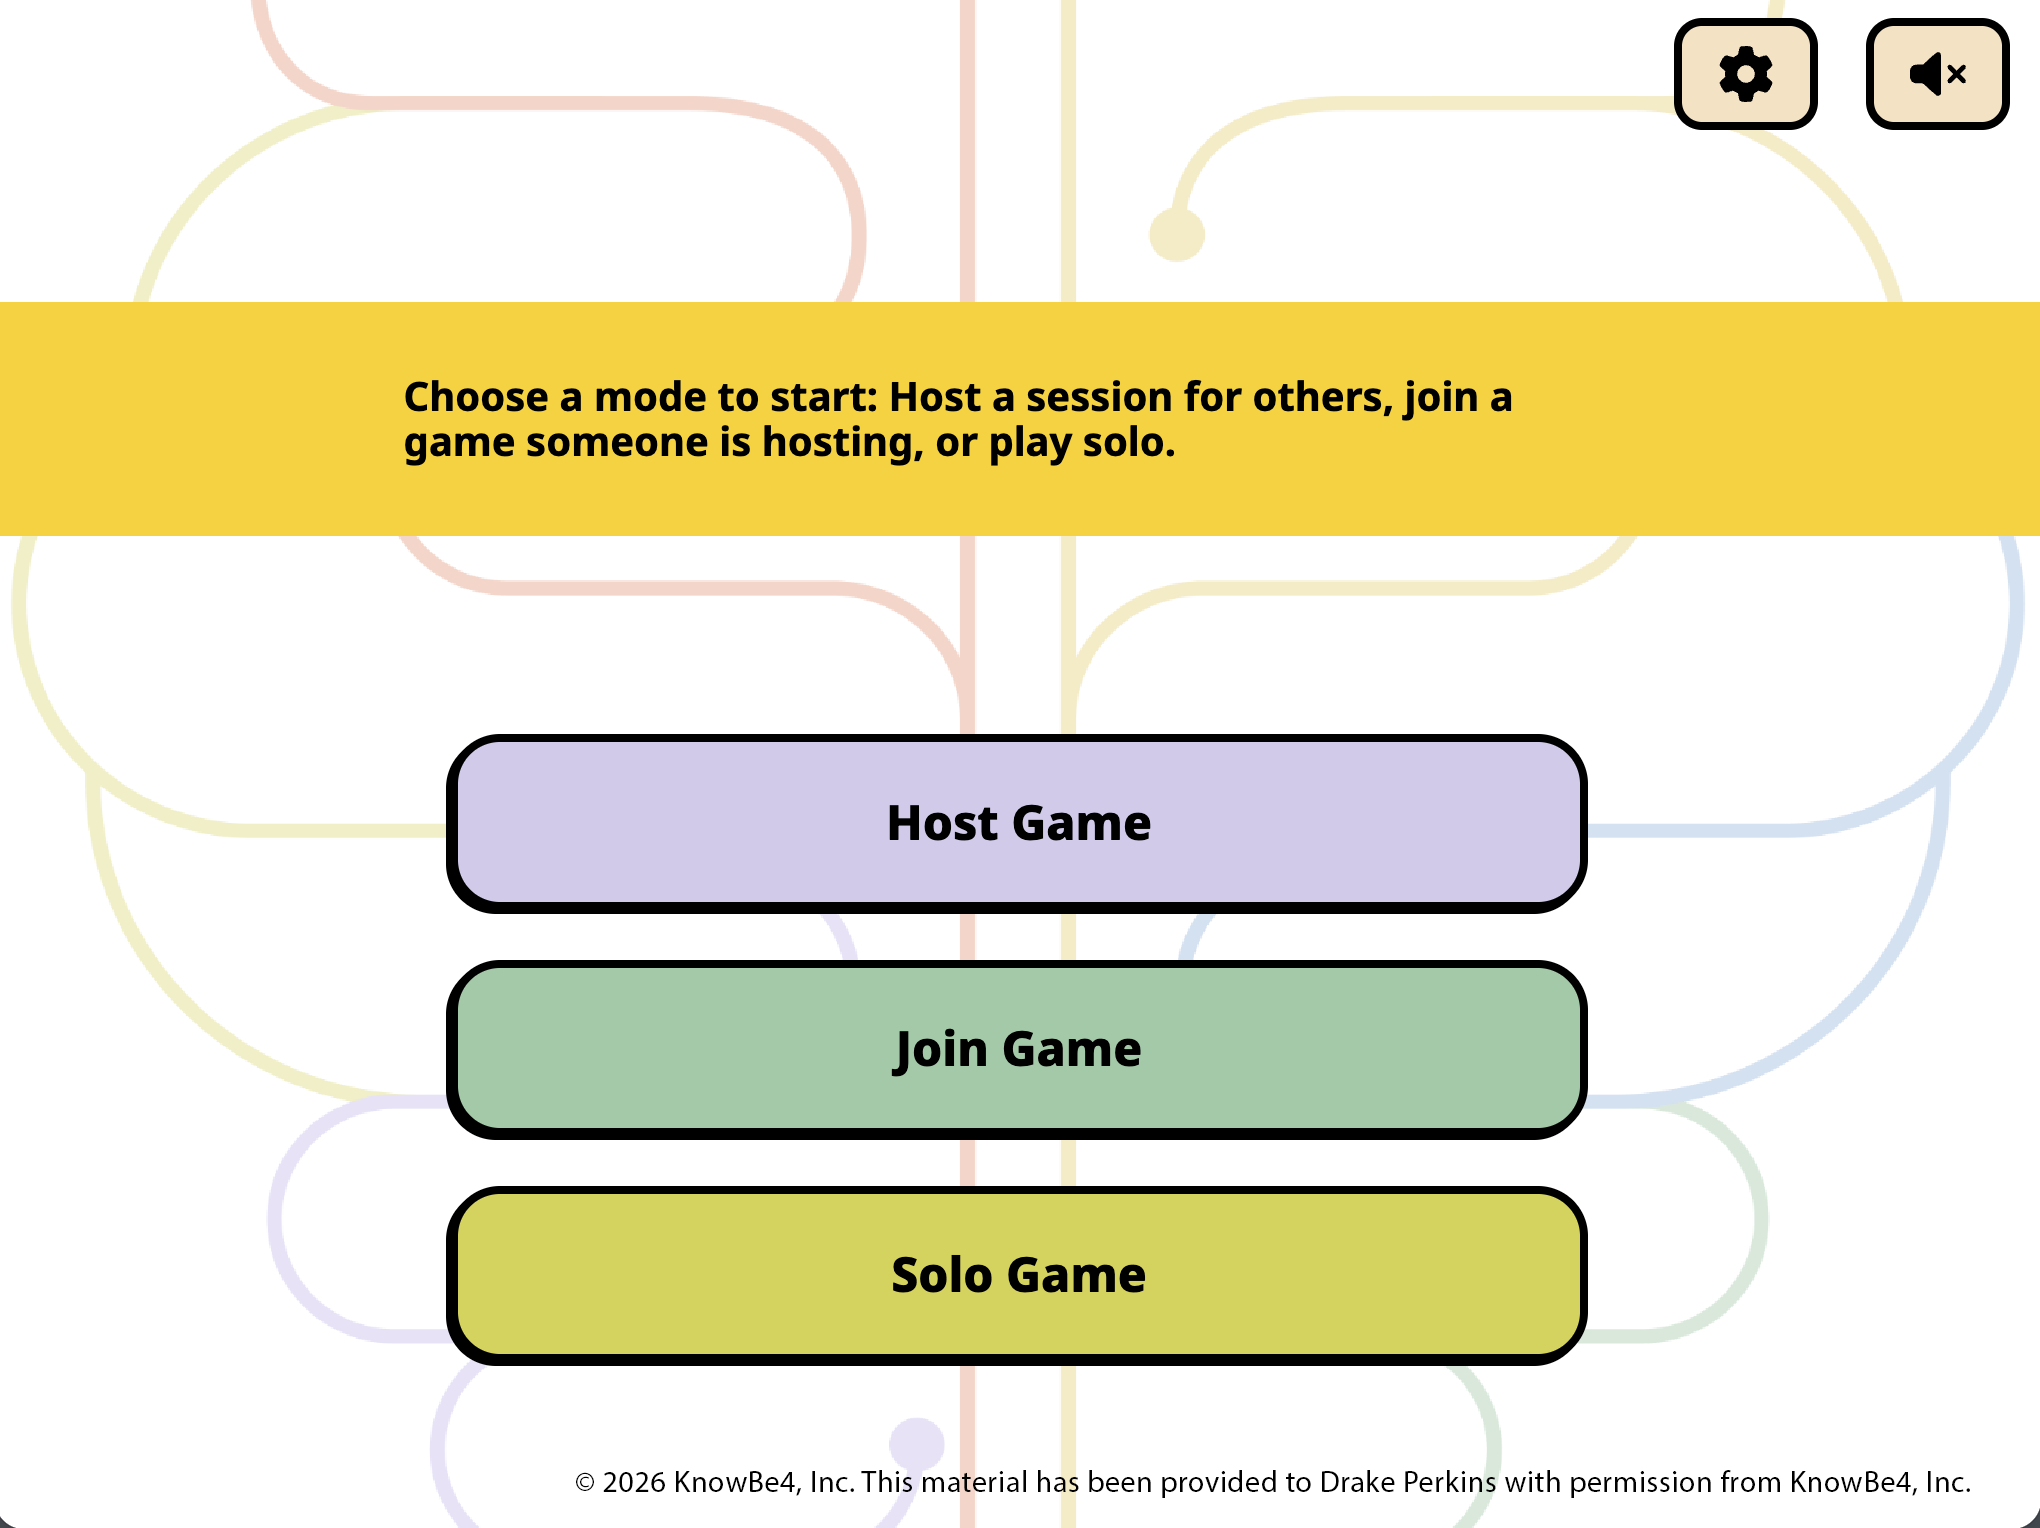 Choose a mode to start: Host a session for others, join a
game someone is hosting, or play solo.
Host Game
Join Game
Solo Game
© 2026 KnowBe4, Inc. This material has been provided to Drake Perkins with permission from KnowBe4, Inc.